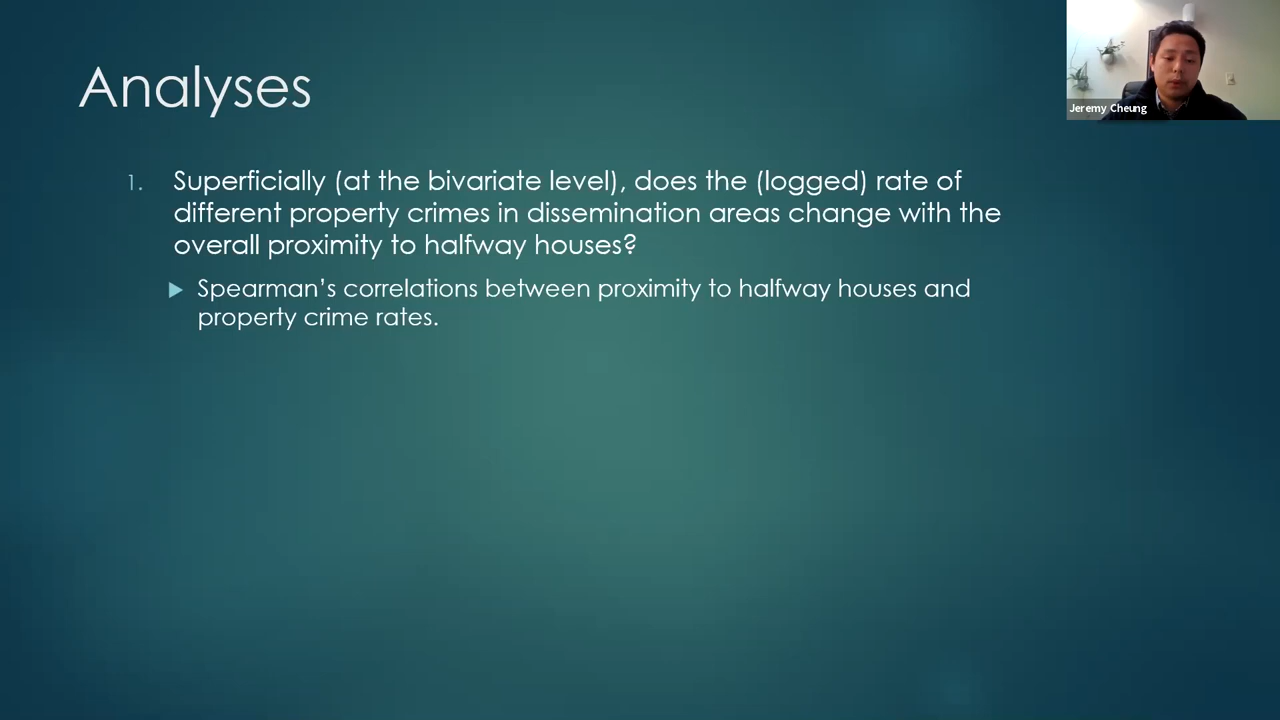 Analyses
Jeremy Cheung
1. Superficially (at the bivariate level), does the (logged) rate of
different property crimes in dissemination areas change with the
overall proximity to halfway houses?
Spearman’s correlations between proximity to halfway houses and
property crime rates.